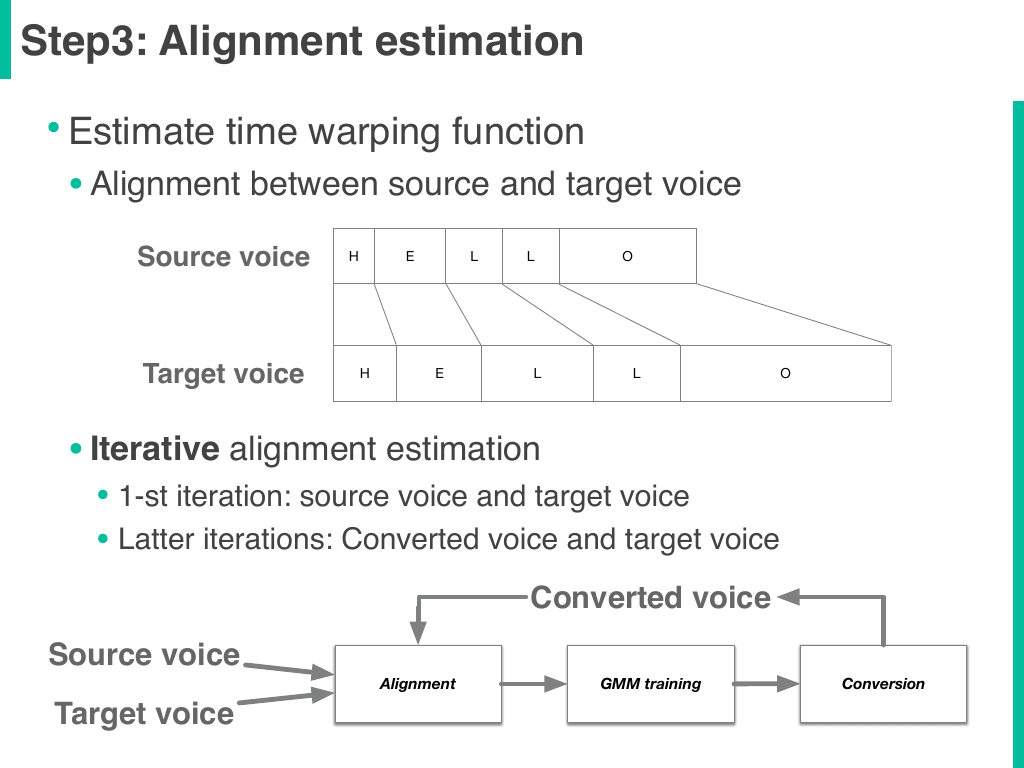 Step3: Alignment estimation
• Estimate time warping function
• Alignment between source and target voice
Source voice H E L L O
Target voice H E L L O
• Iterative alignment estimation
• 1-st iteration: source voice and target voice
• Latter iterations: Converted voice and target voice
Converted voice
Source voice
Target voice
Alignment
GMM training
Conversion